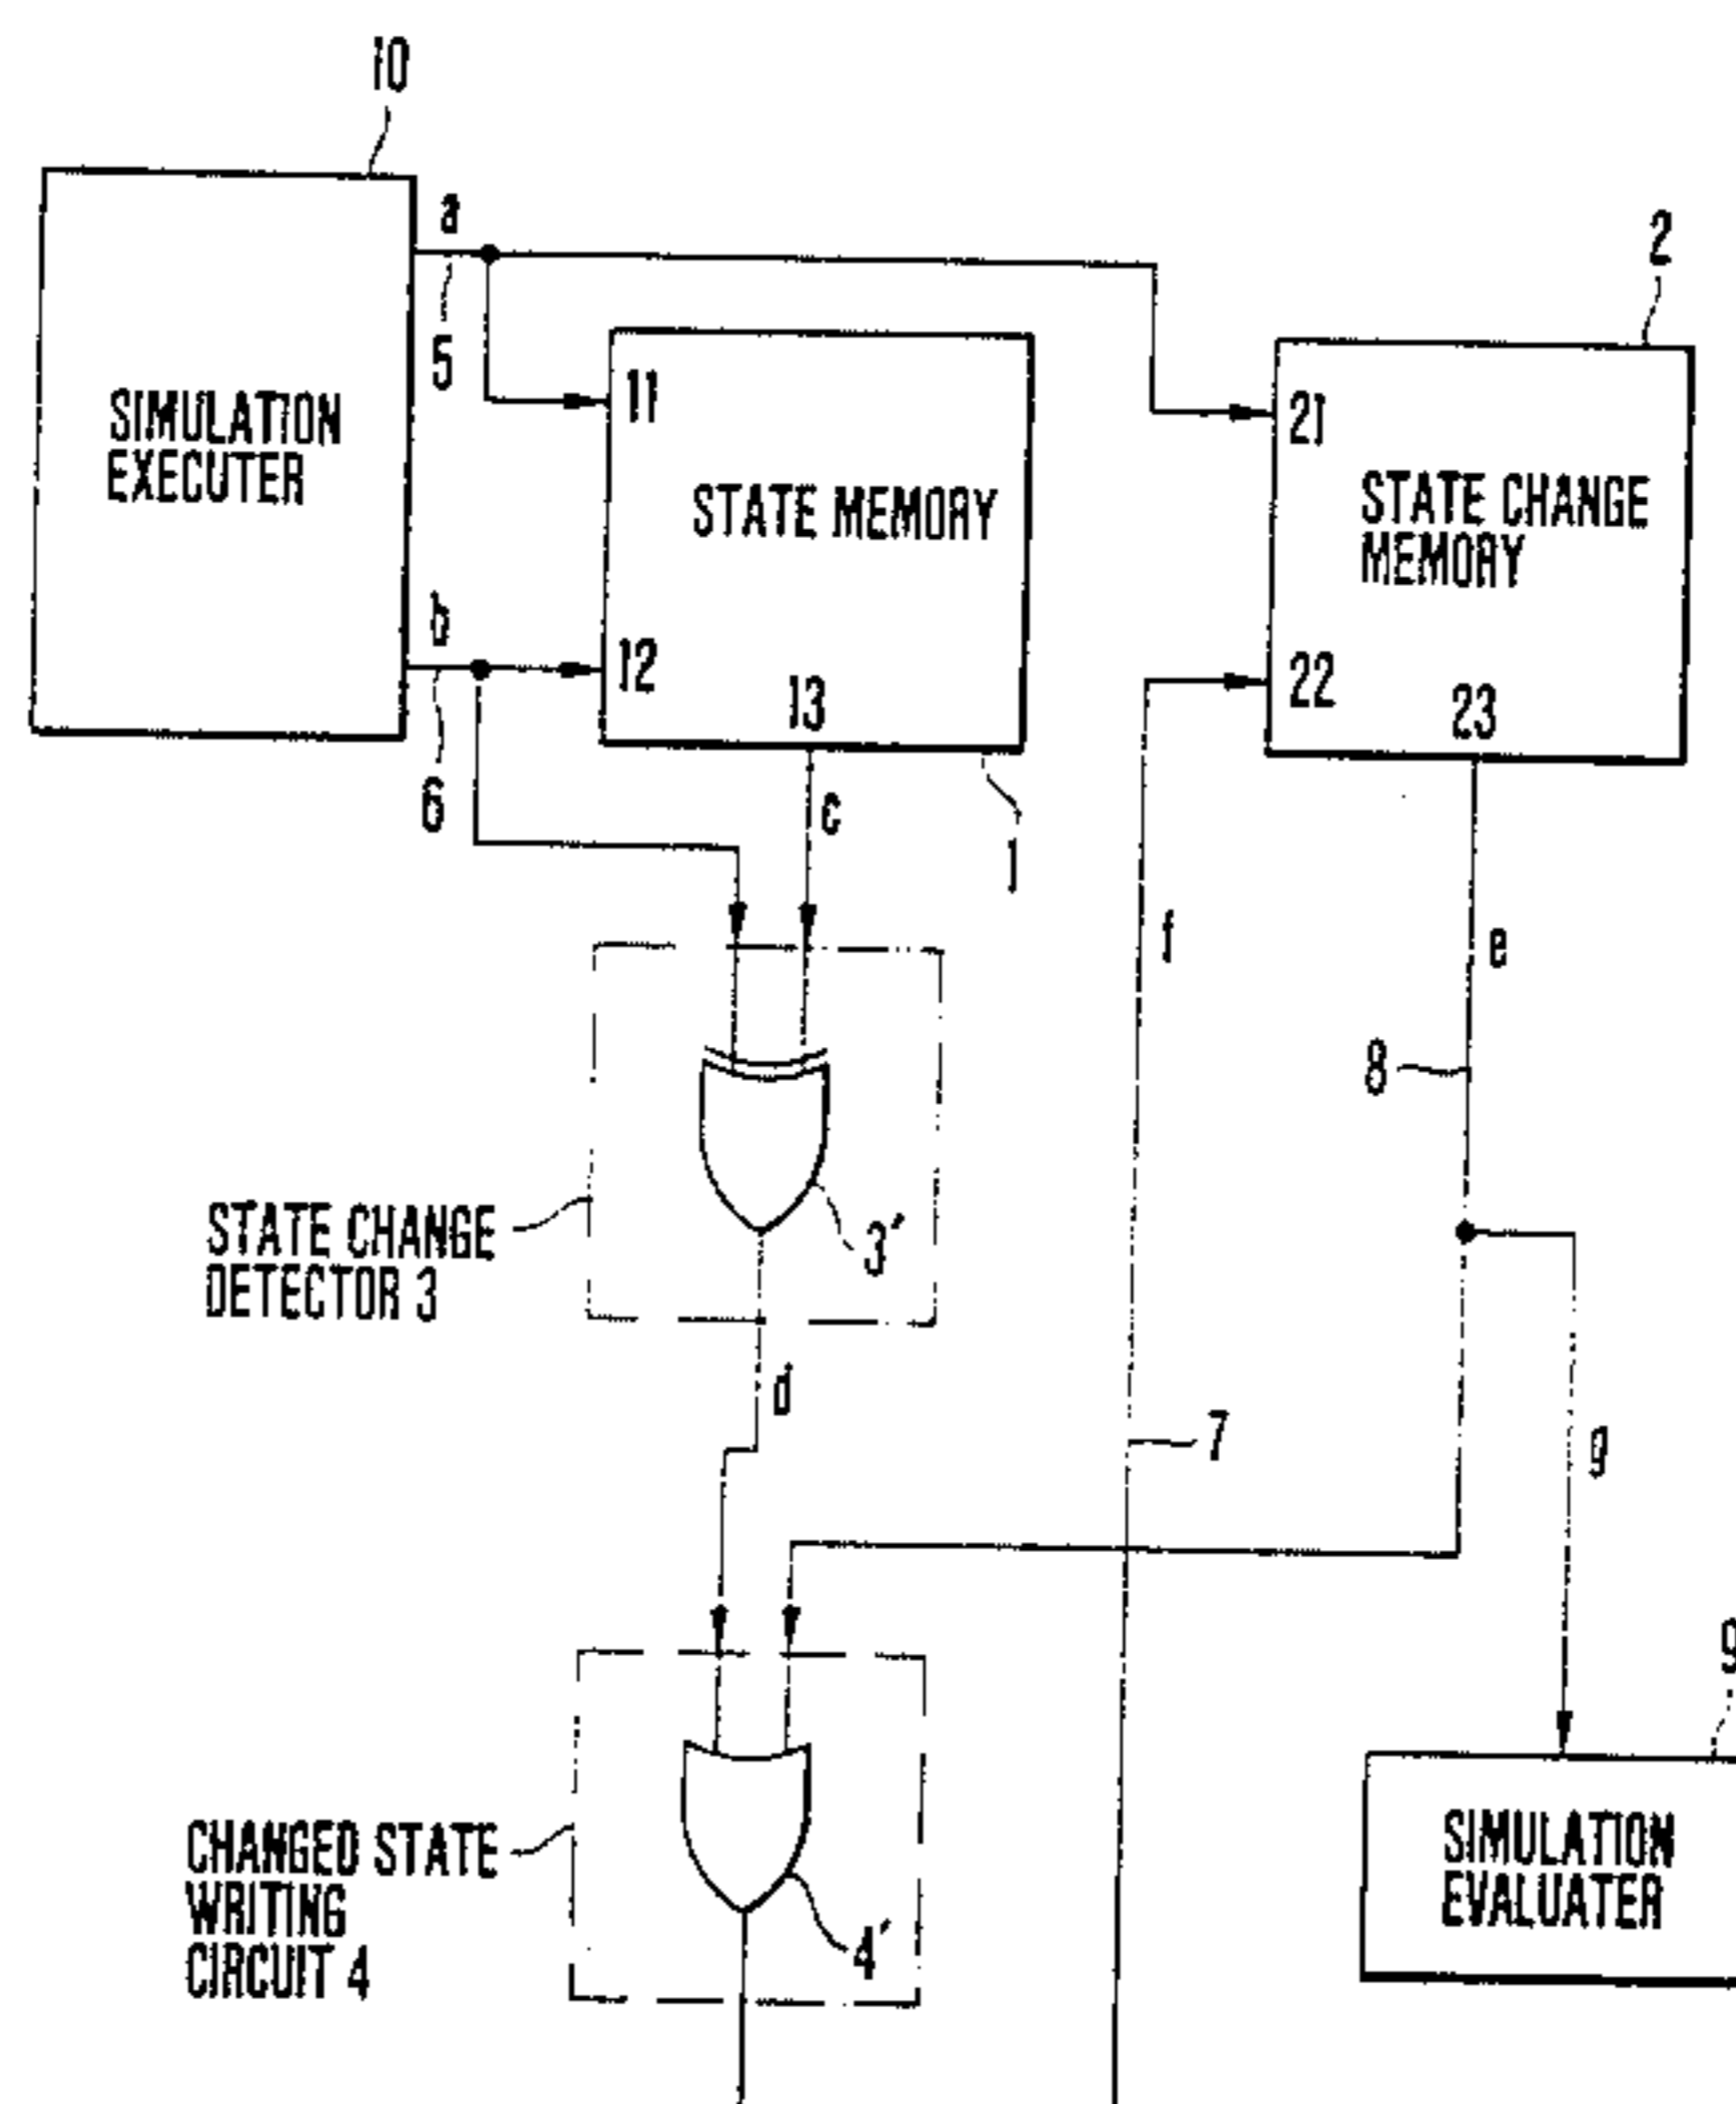 10
a
2
5
11
21
SIMULATION
EXECUTER
STATE MEMORY
STATE CHANGE
MEMORY
b
12
13
22
23
6
c
1
f
e
8
STATE CHANGE
DETECTOR 3
3'
d
7
g
9
CHANGED STATE
WRITING
CIRCUIT 4
4'
SIMULATION
EVALUATER